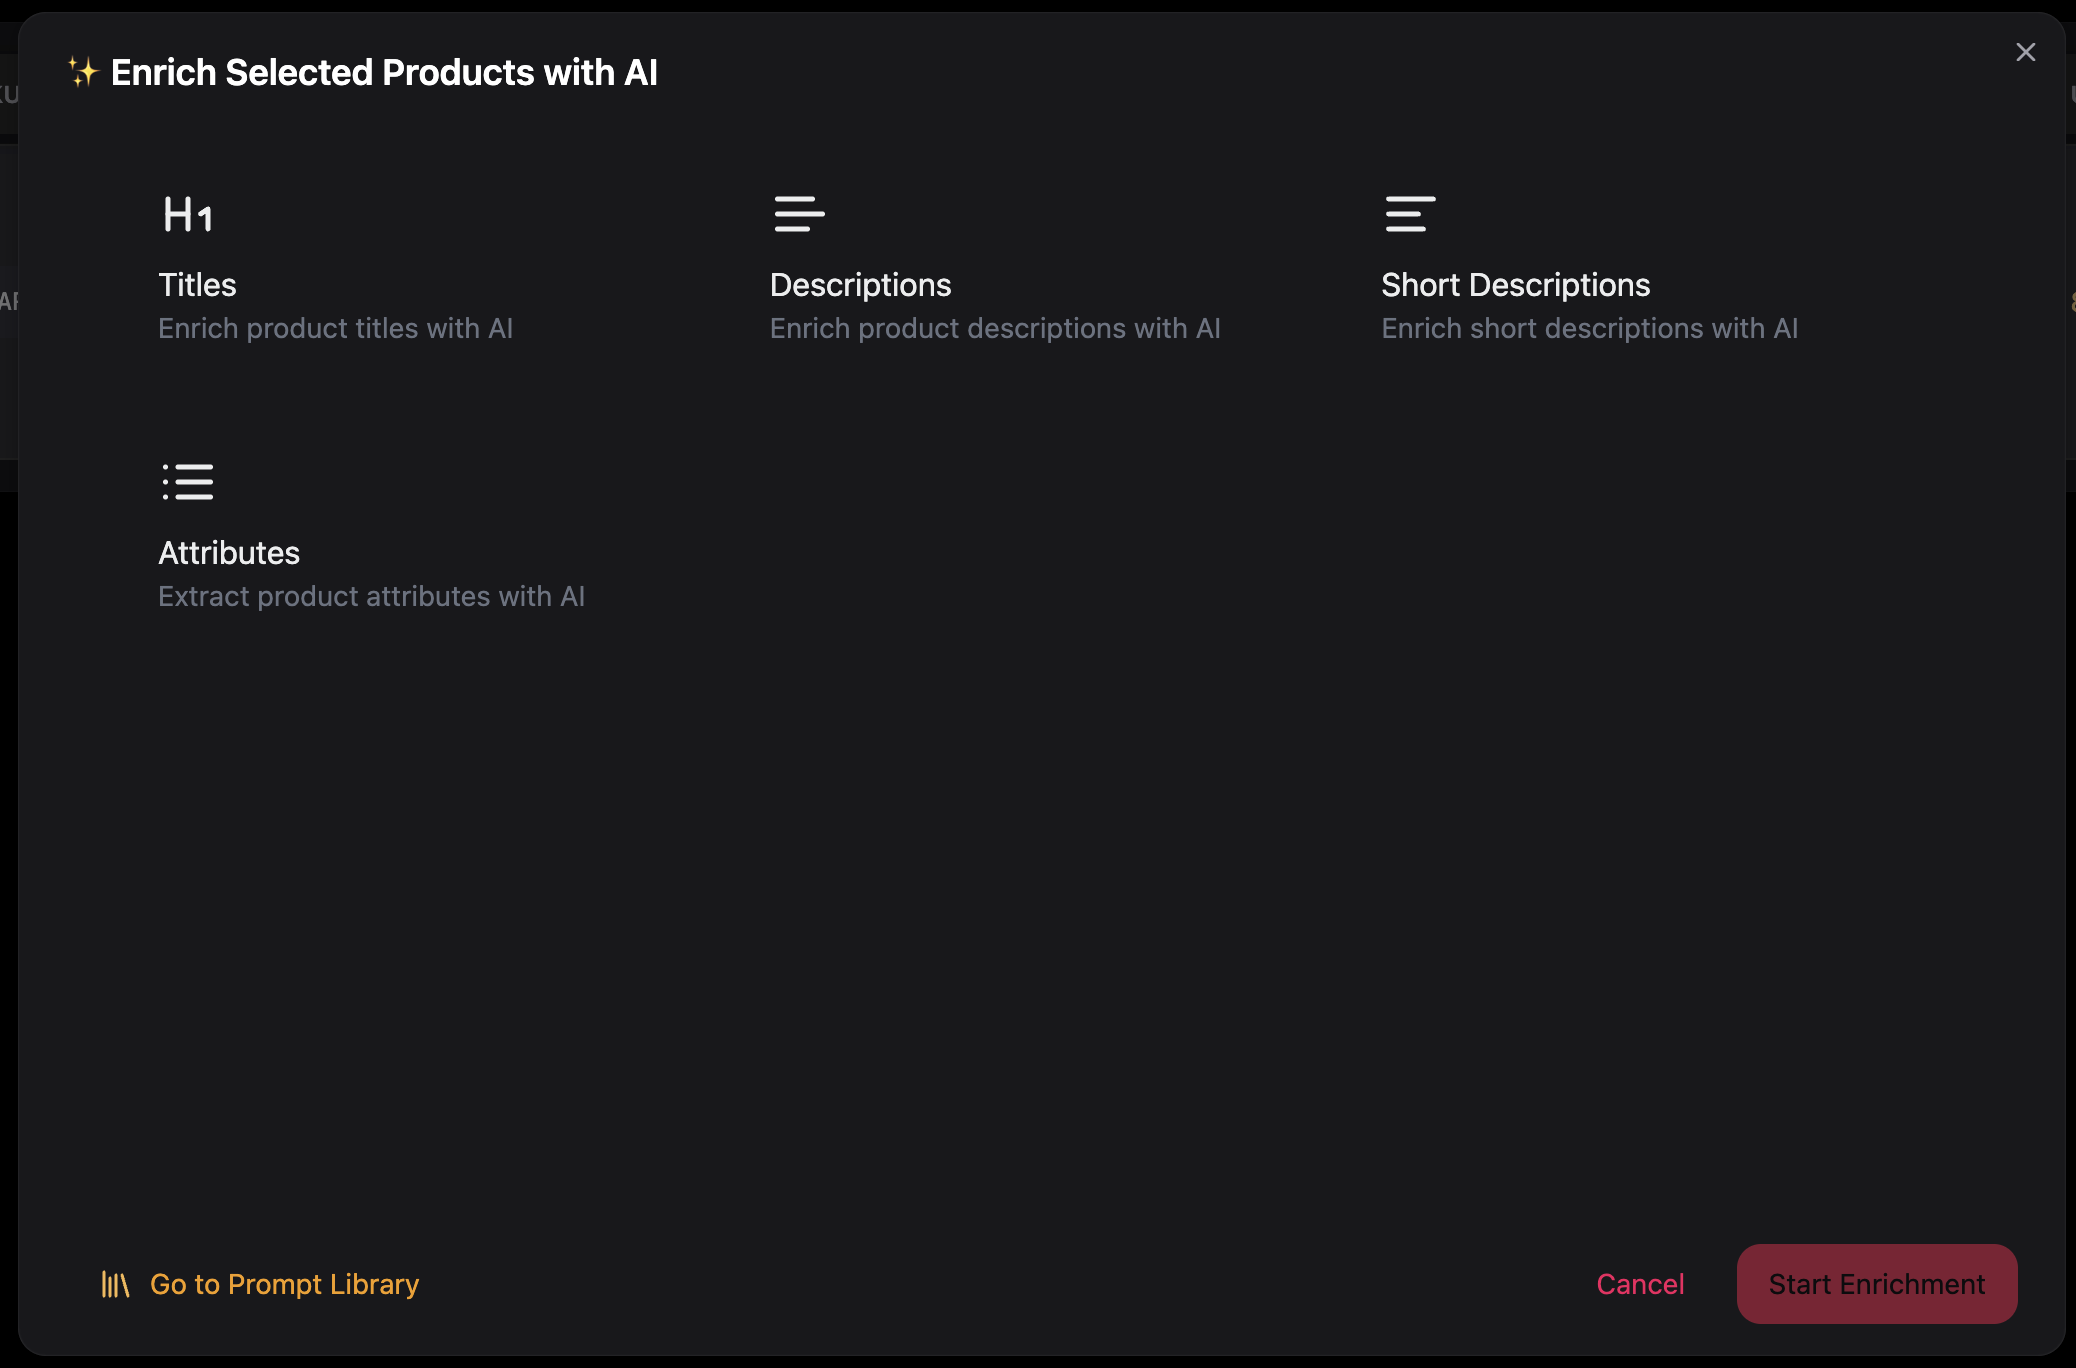 ✨ Enrich Selected Products with AI
H1
Titles
Enrich product titles with AI
Descriptions
Enrich product descriptions with AI
Short Descriptions
Enrich short descriptions with AI
Attributes
Extract product attributes with AI
Go to Prompt Library
Cancel
Start Enrichment